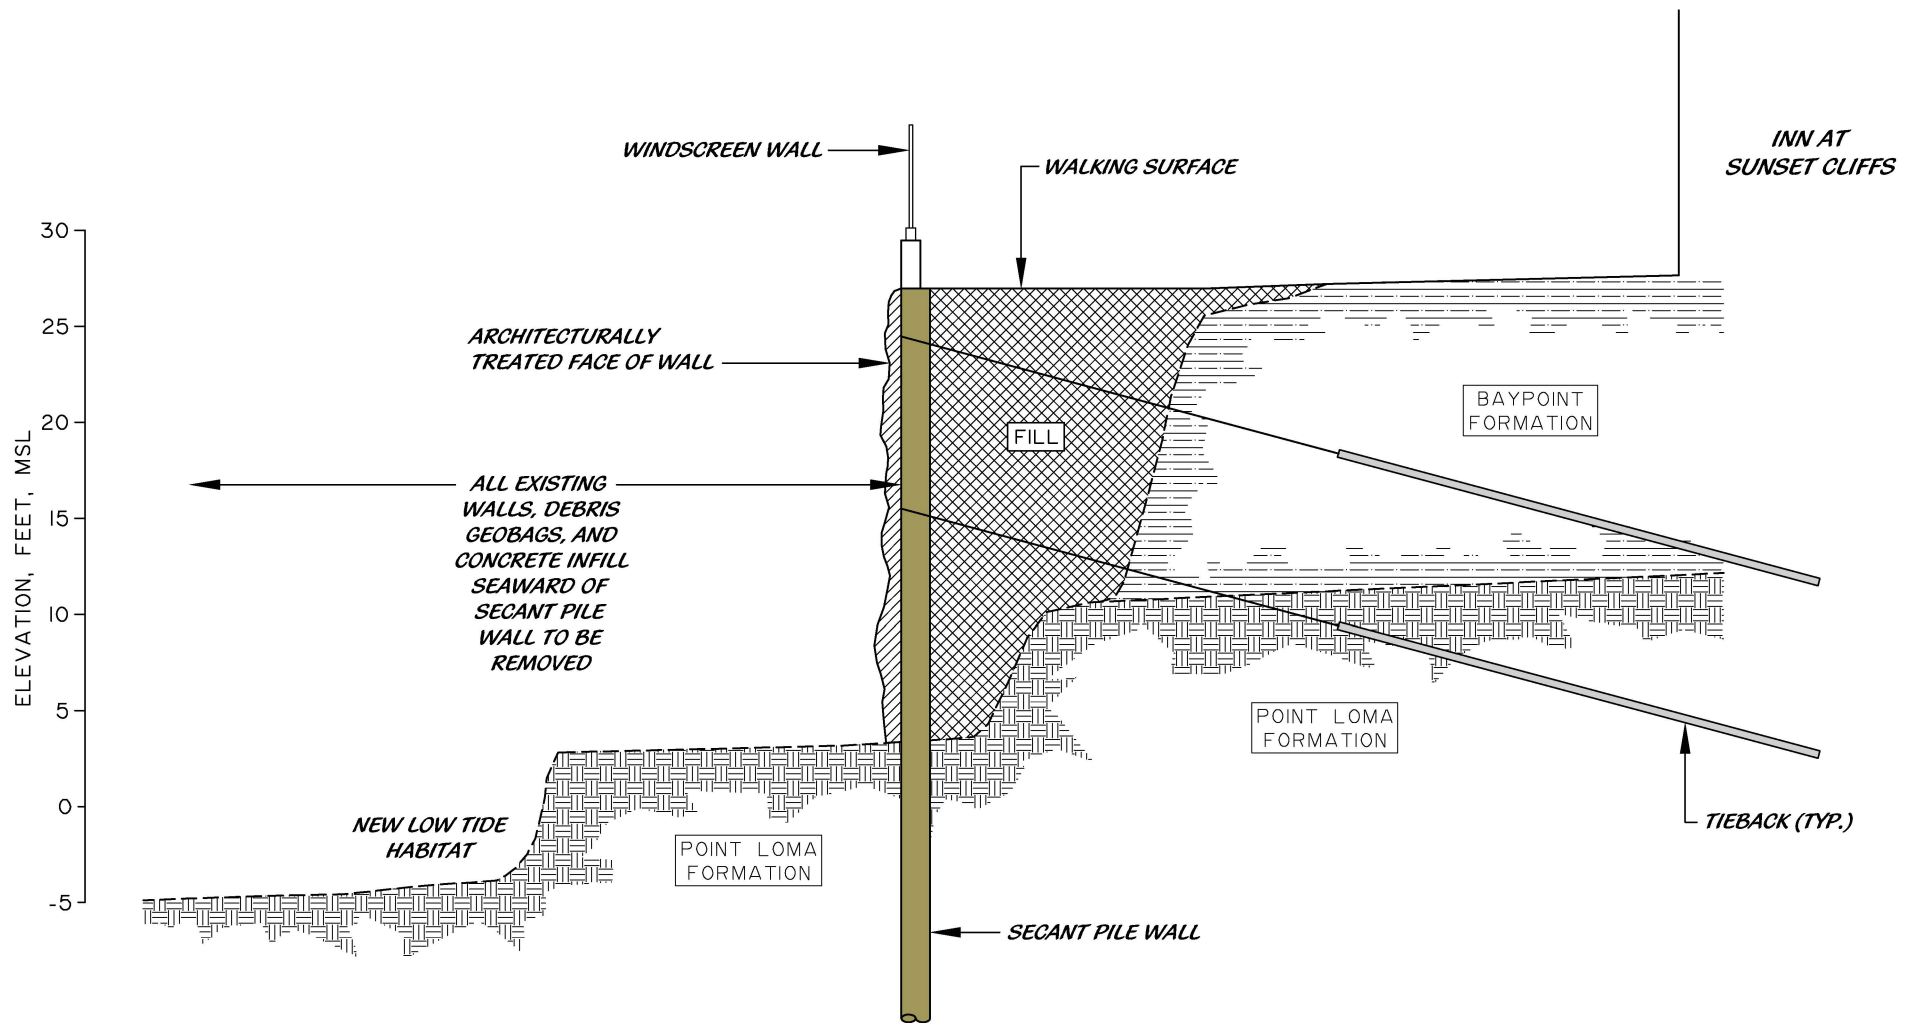 INN AT
SUNSET CLIFFS
WINDSCREEN WALL
WALKING SURFACE
30
25
20
15
10
5
0
-5
ELEVATION, FEET, MSL
ARCHITECTURALLY
TREATED FACE OF WALL
BAYPOINT
FORMATION
FILL
ALL EXISTING
WALLS, DEBRIS
GEOBAGS, AND
CONCRETE INFILL
SEAWARD OF
SECANT PILE
WALL TO BE
REMOVED
POINT LOMA
FORMATION
NEW LOW TIDE
HABITAT
POINT LOMA
FORMATION
TIEBACK (TYP.)
SECANT PILE WALL